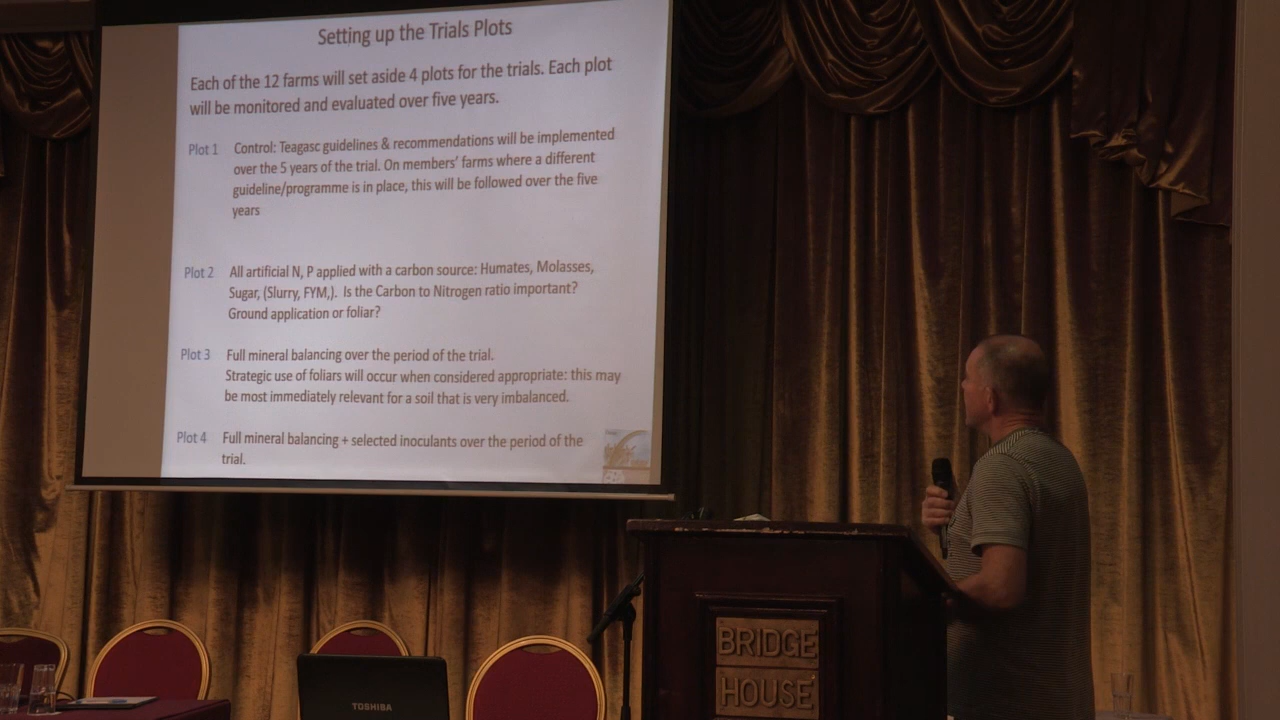 Setting up the Trials Plots
Each of the 12 farms will set aside 4 plots for the trials. Each plot
will be monitored and evaluated over five years.
Plot 1 Control: Teagasc guidelines & recommendations will be implemented
over the 5 years of the trial. On members' farms where a different
guideline/programme is in place, this will be followed over the five
years
Plot 2 All artificial N, P applied with a carbon source: Humates, Molasses,
Sugar, (Slurry, FYM,). Is the Carbon to Nitrogen ratio important?
Ground application or foliar?
Plot 3 Full mineral balancing over the period of the trial.
Strategic use of foliars will occur when considered appropriate: this may
be most immediately relevant for a soil that is very imbalanced.
Plot 4 Full mineral balancing + selected inoculants over the period of the
trial.
BRIDGE
HOUSE
TOSHIBA